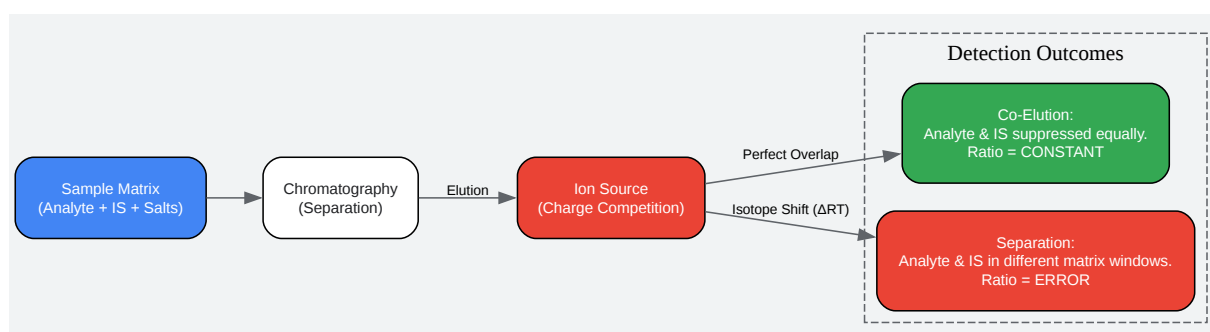 Detection Outcomes
Sample Matrix
(Analyte + IS + Salts)
Chromatography
(Separation)
Elution
Ion Source
(Charge Competition)
Perfect Overlap
Isotope Shift (ΔRT)
Co-Elution:
Analyte & IS suppressed equally.
Ratio = CONSTANT
Separation:
Analyte & IS in different matrix windows.
Ratio = ERROR